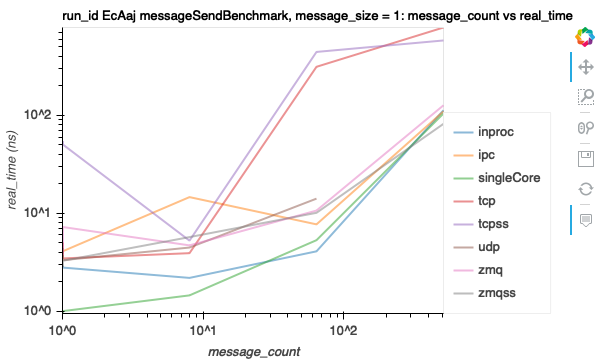 run_id EcAaj messageSendBenchmark, message_size = 1: message_count vs real_time
real_time (ns)
10^2
10^1
10^0
10^0
10^1
10^2
message_count
inproc
ipc
singleCore
tcp
tcpss
udp
zmq
zmqss